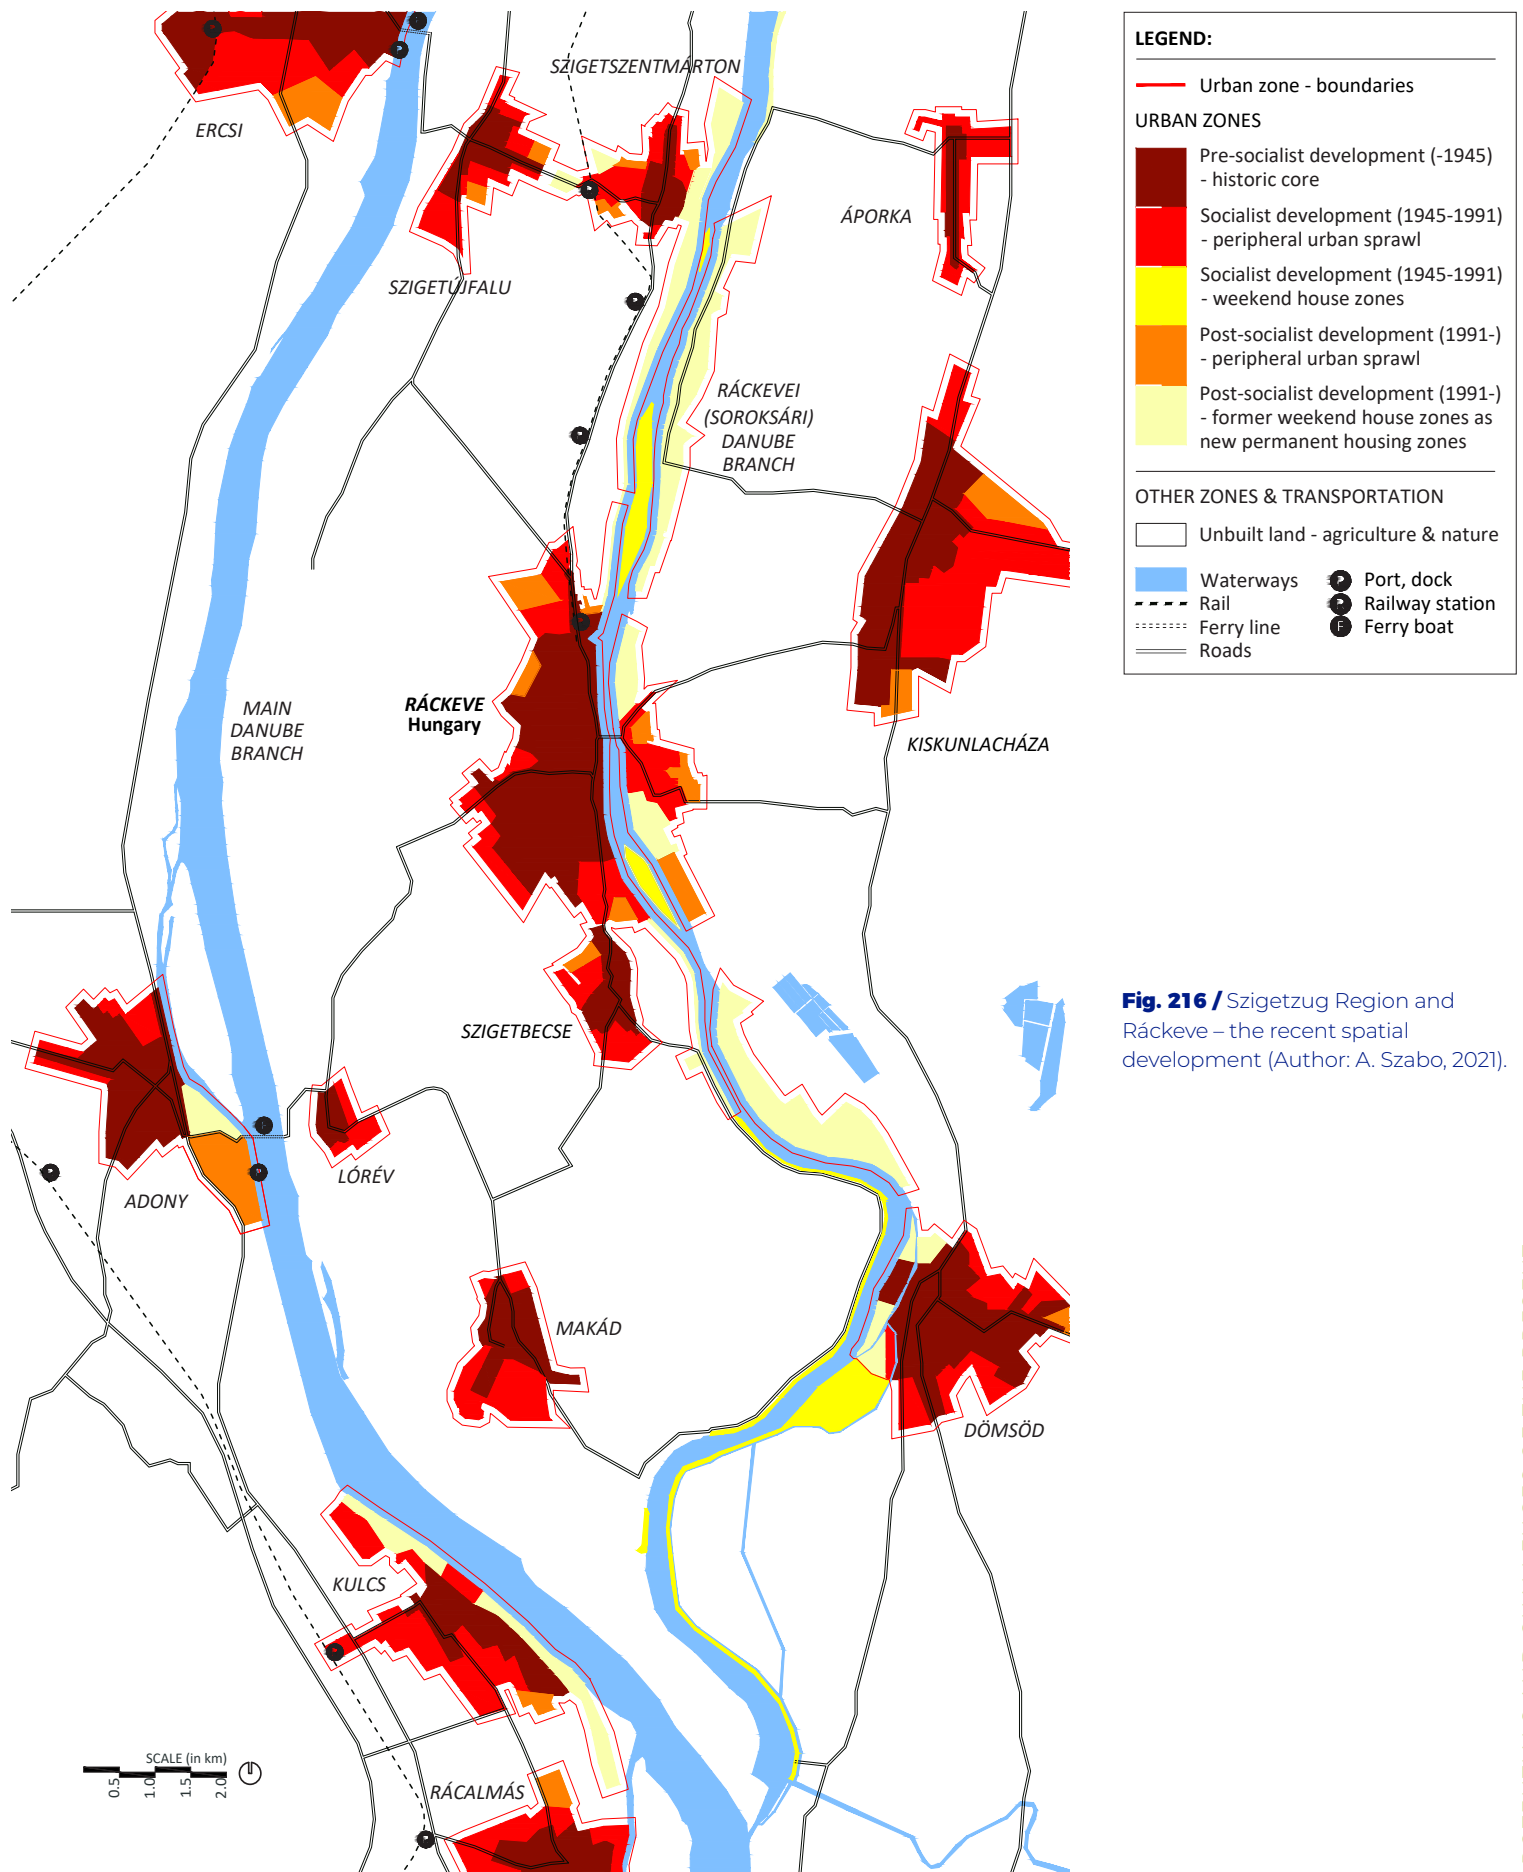 SZIGETSZENTMÁRTON
ERCSI
SZIGETÚJFALU
ÁPORKA
RÁCKEVEI
(SOROKSÁRI)
DANUBE
BRANCH
MAIN
DANUBE
BRANCH
RÁCKEVE
Hungary
KISKUNLACHÁZA
SZIGETBECSE
ADONY
LÓRÉV
MAKÁD
DÖMSÖD
KULCS
RÁCALMÁS
SCALE (in km)
0.5
1.0
1.5
2.0
LEGEND:
Urban zone - boundaries
URBAN ZONES
Pre-socialist development (-1945)
- historic core
Socialist development (1945-1991)
- peripheral urban sprawl
Socialist development (1945-1991)
- weekend house zones
Post-socialist development (1991-)
- peripheral urban sprawl
Post-socialist development (1991-)
- former weekend house zones as
new permanent housing zones
OTHER ZONES & TRANSPORTATION
Unbuilt land - agriculture & nature
Waterways
P Port, dock
Rail
R Railway station
Ferry line
F Ferry boat
Roads
Fig. 216 / Szigetzug Region and
Ráckeve – the recent spatial
development (Author: A. Szabo, 2021).